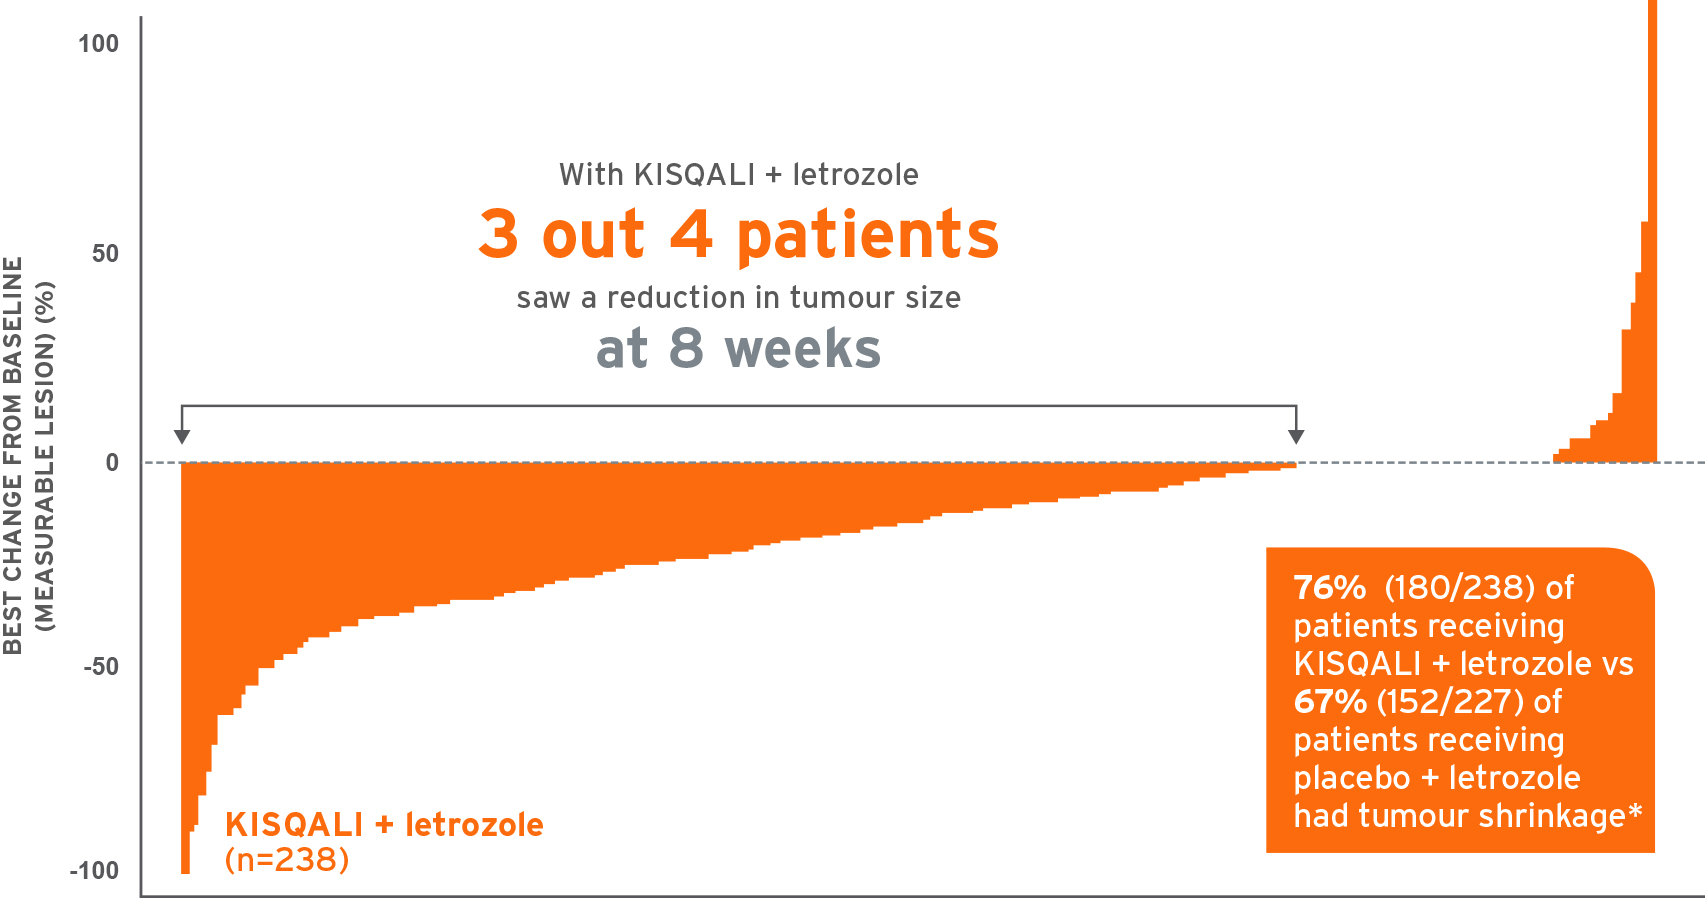 100
50
0
-50
-100
BEST CHANGE FROM BASELINE
(MEASURABLE LESION) (%)
With KISQALI + letrozole
3 out 4 patients
saw a reduction in tumour size
at 8 weeks
KISQALI + letrozole
(n=238)
76% (180/238) of
patients receiving
KISQALI + letrozole vs
67% (152/227) of
patients receiving
placebo + letrozole
had tumour shrinkage*